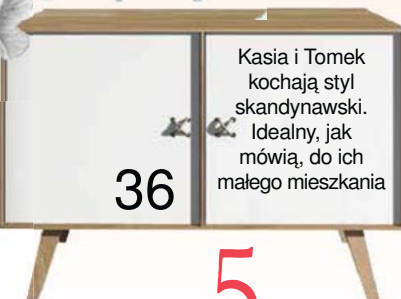 Kasia i Tomek
kochają styl
skandynawski.
Idealny, jak
mówią, do ich
małego mieszkania
36
5